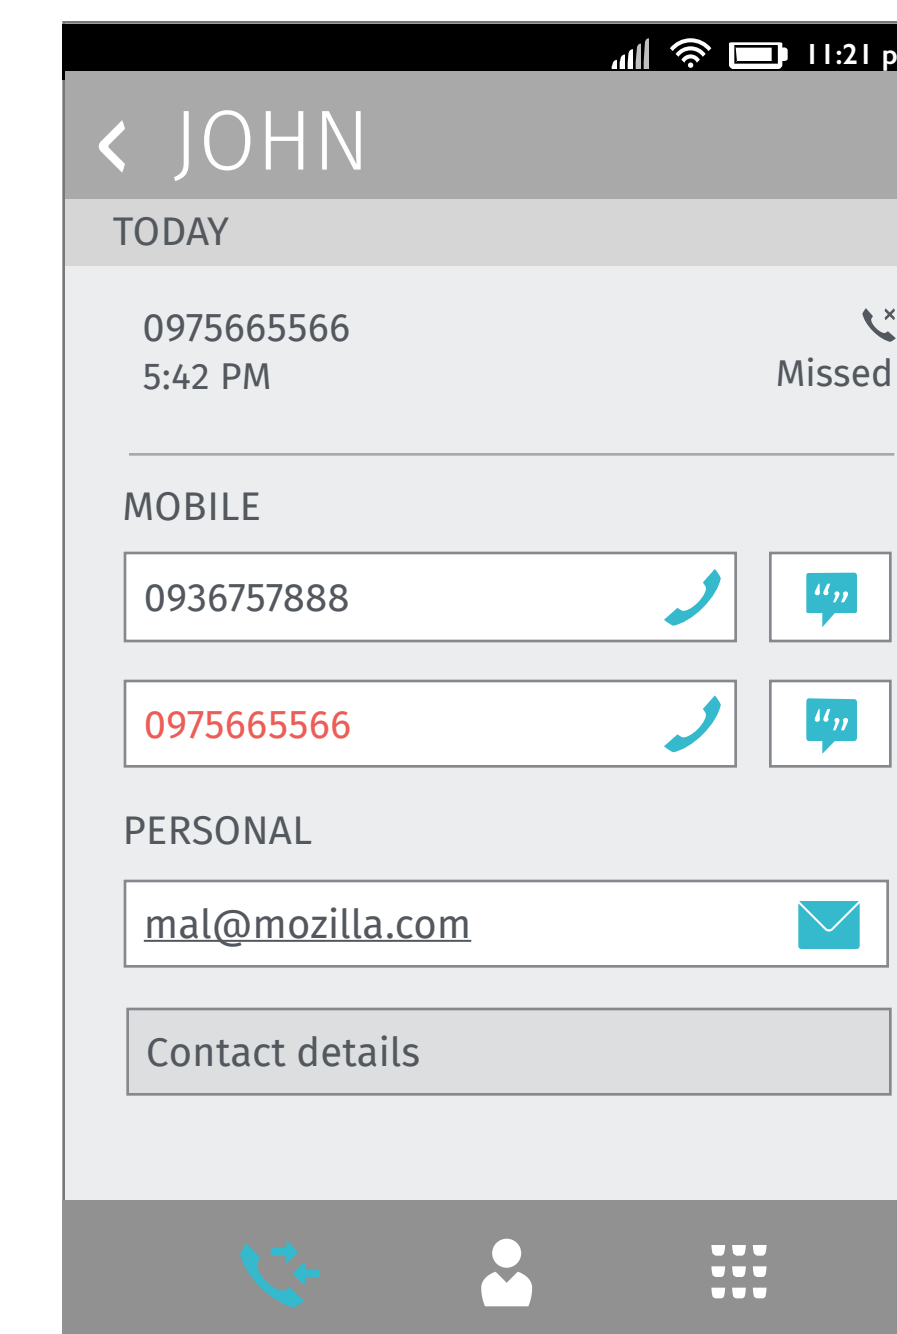 11:21 p
JOHN
TODAY
0975665566
5:42 PM
Missed
MOBILE
0936757888
0975665566
PERSONAL
mal@mozilla.com
Contact details